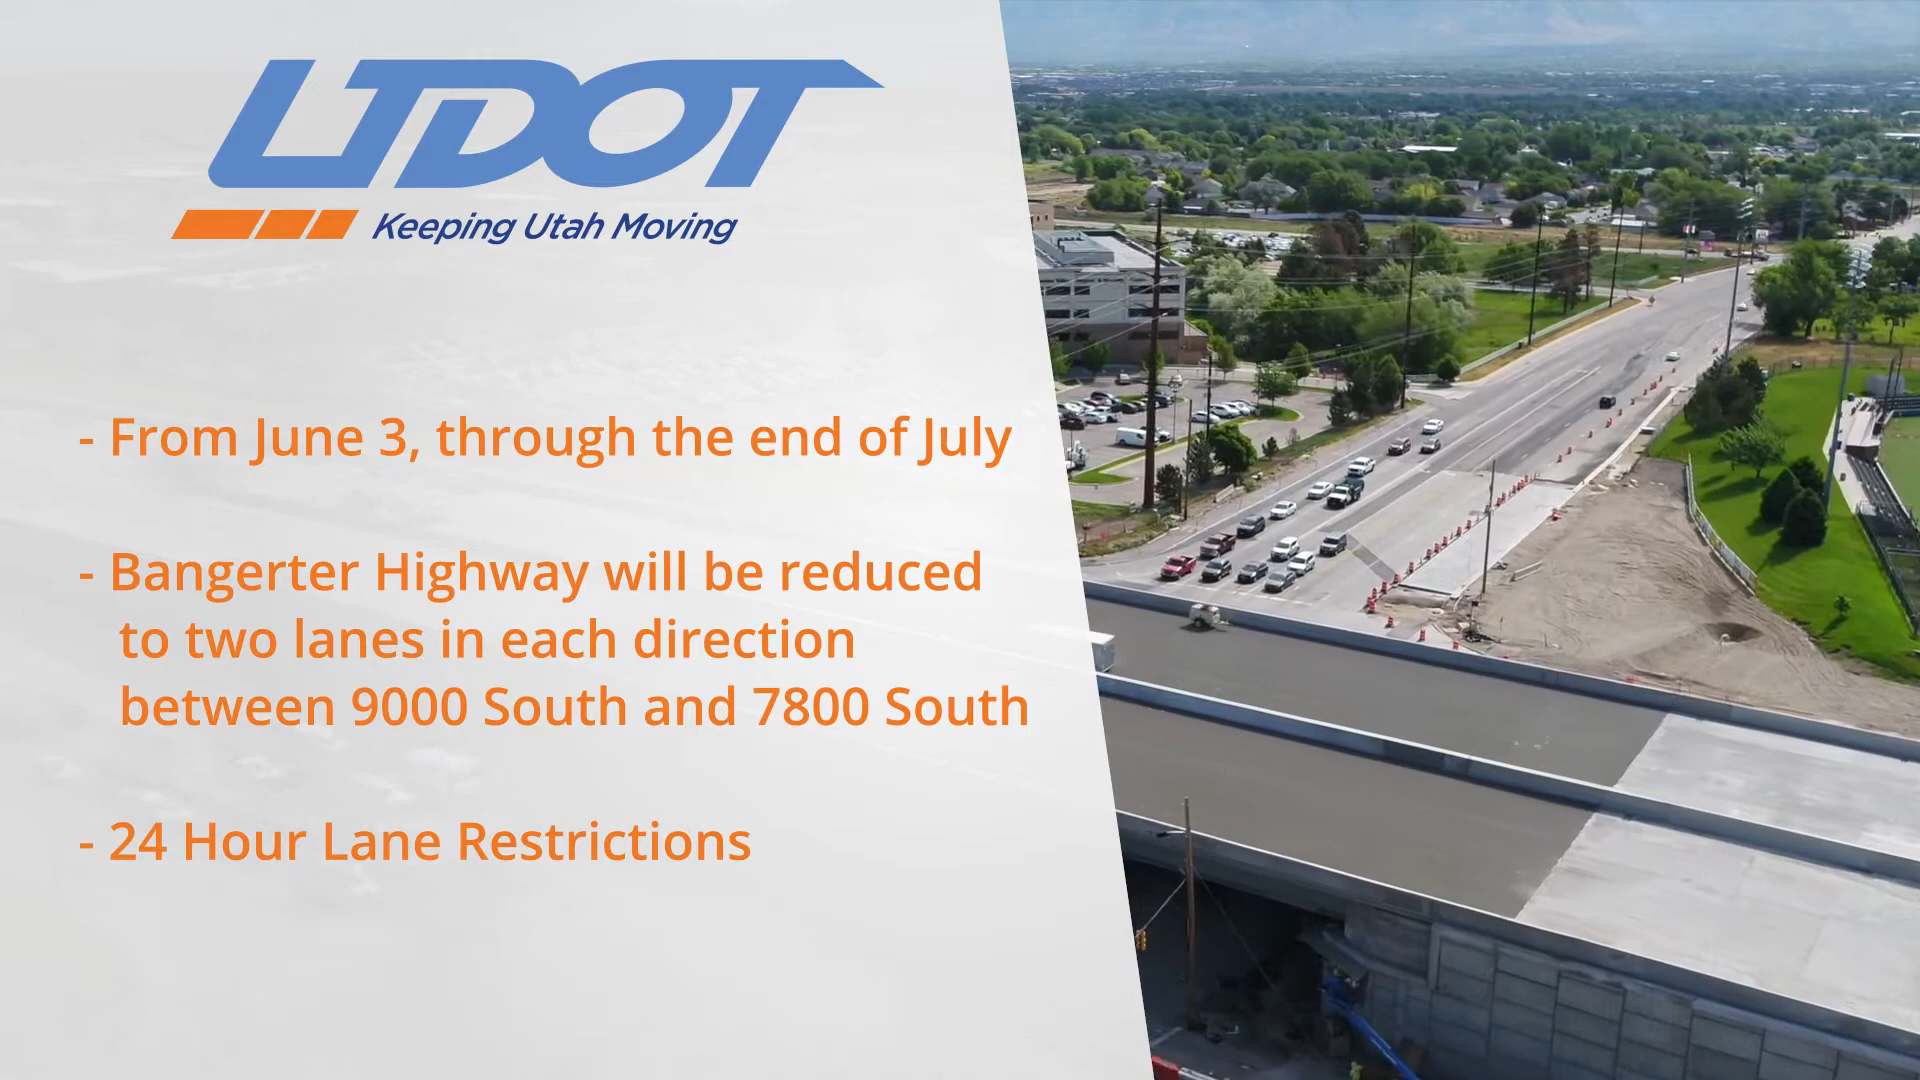 UDOT
Keeping Utah Moving
- From June 3, through the end of July
- Bangerter Highway will be reduced
to two lanes in each direction
between 9000 South and 7800 South
- 24 Hour Lane Restrictions